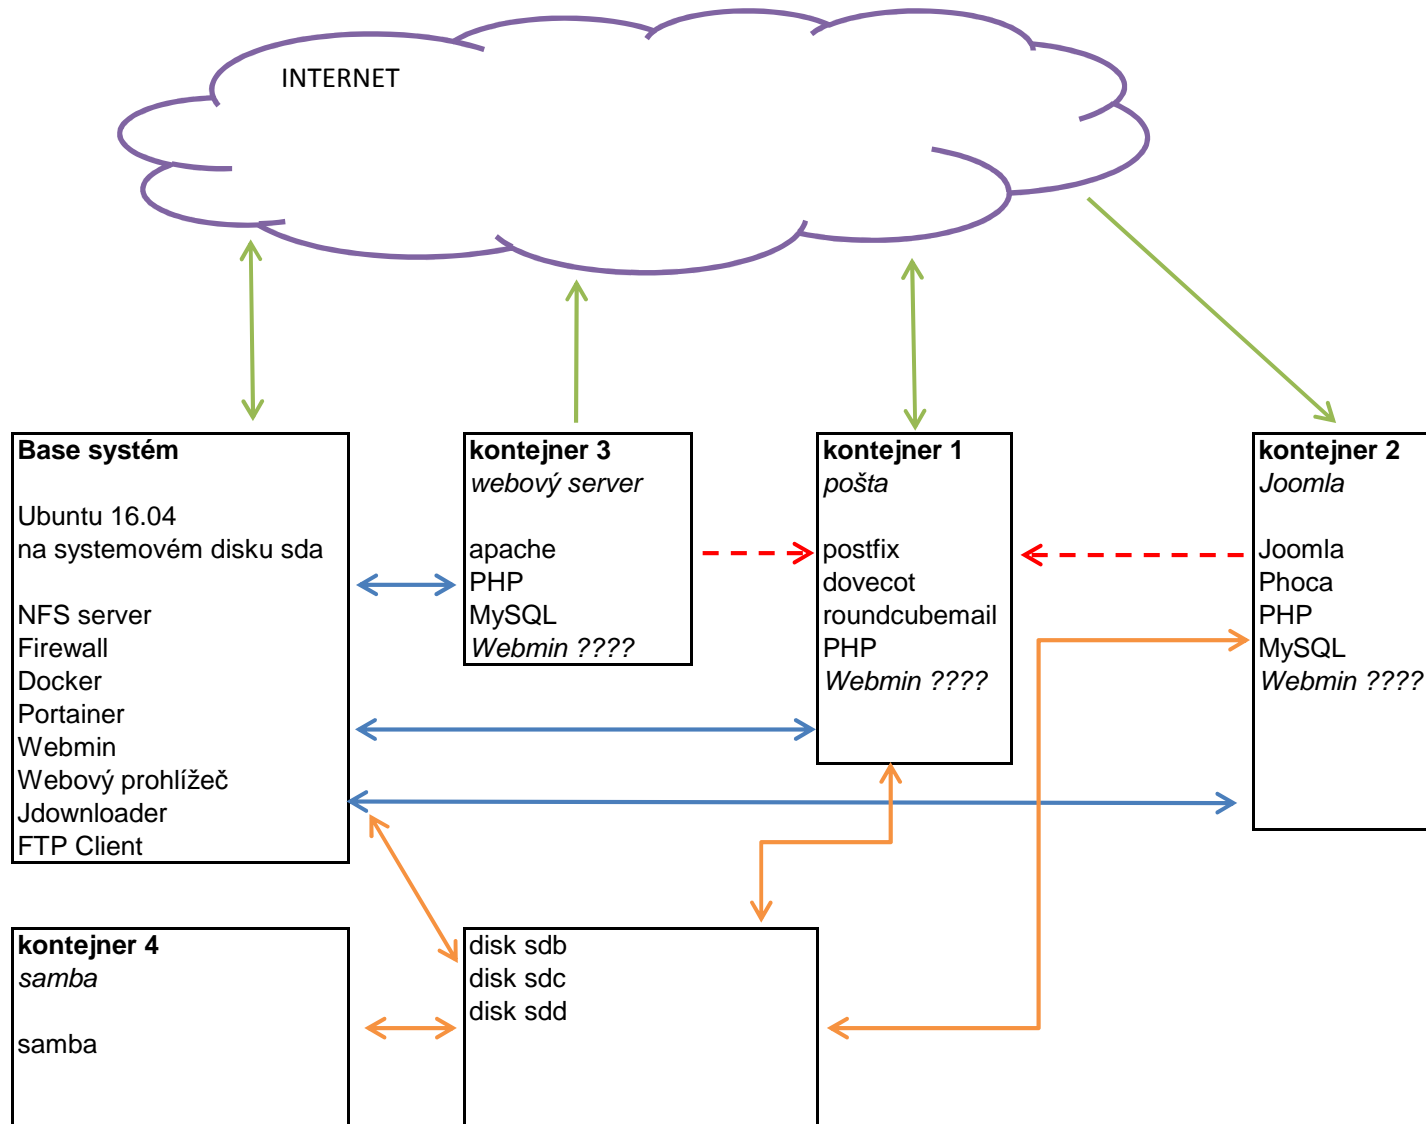 INTERNET
Base systém
Ubuntu 16.04
na systemovém disku sda
NFS server
Firewall
Docker
Portainer
Webmin
Webový prohlížeč
Jdownloader
FTP Client
kontejner 3
webový server
apache
PHP
MySQL
Webmin ????
kontejner 1
pošta
postfix
dovecot
roundcubemail
PHP
Webmin ????
kontejner 2
Joomla
Joomla
Phoca
PHP
MySQL
Webmin ????
kontejner 4
samba
samba
disk sdb
disk sdc
disk sdd